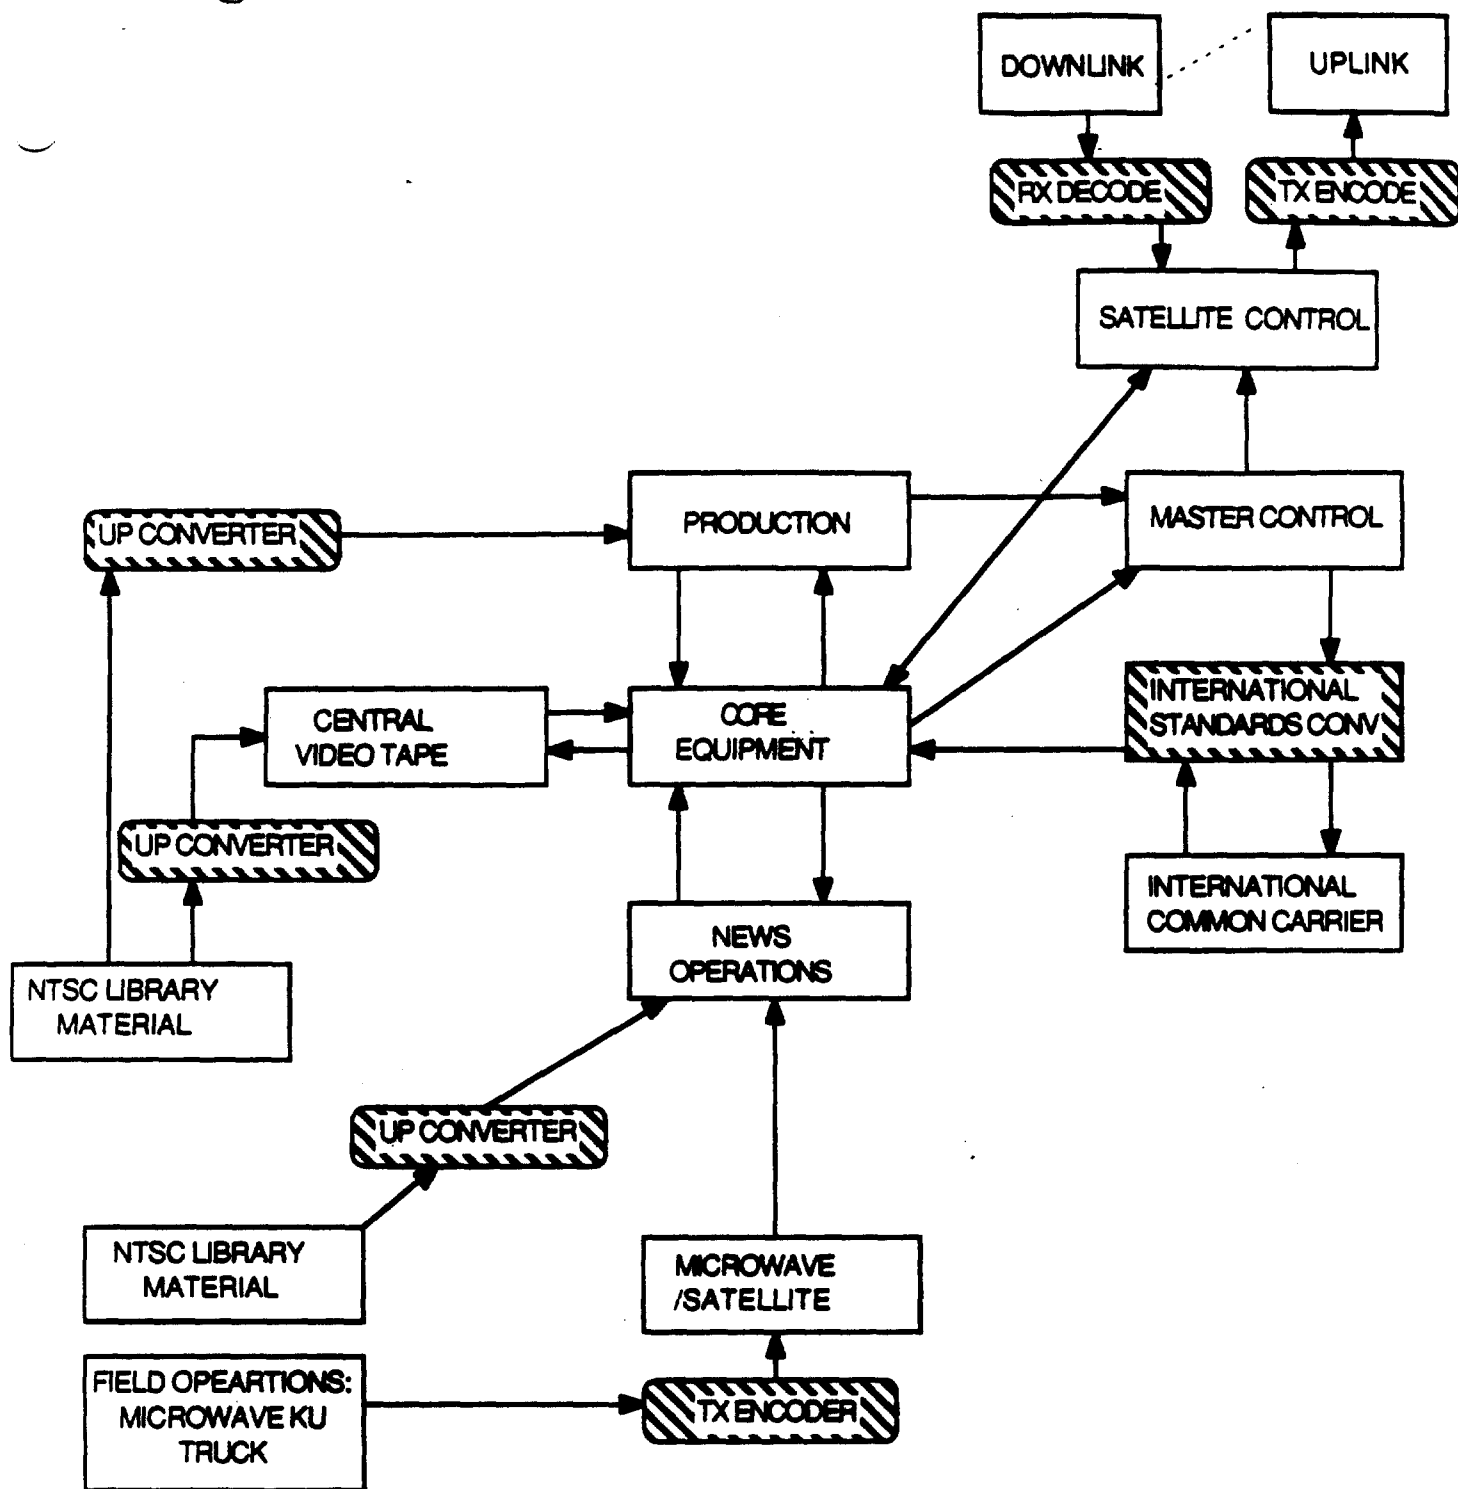 DOWNLINK
UPLINK
RX DECODE
TX ENCODE
SATELLITE CONTROL
PRODUCTION
MASTER CONTROL
UP CONVERTER
INTERNATIONAL
STANDARDS CONV
CENTRAL
VIDEO TAPE
CORE
EQUIPMENT
UP CONVERTER
INTERNATIONAL
COMMON CARRIER
NEWS
OPERATIONS
NTSC LIBRARY
MATERIAL
UP CONVERTER
NTSC LIBRARY
MATERIAL
MICROWAVE
/SATELLITE
FIELD OPEARTIONS:
MICROWAVE KU
TRUCK
TX ENCODER